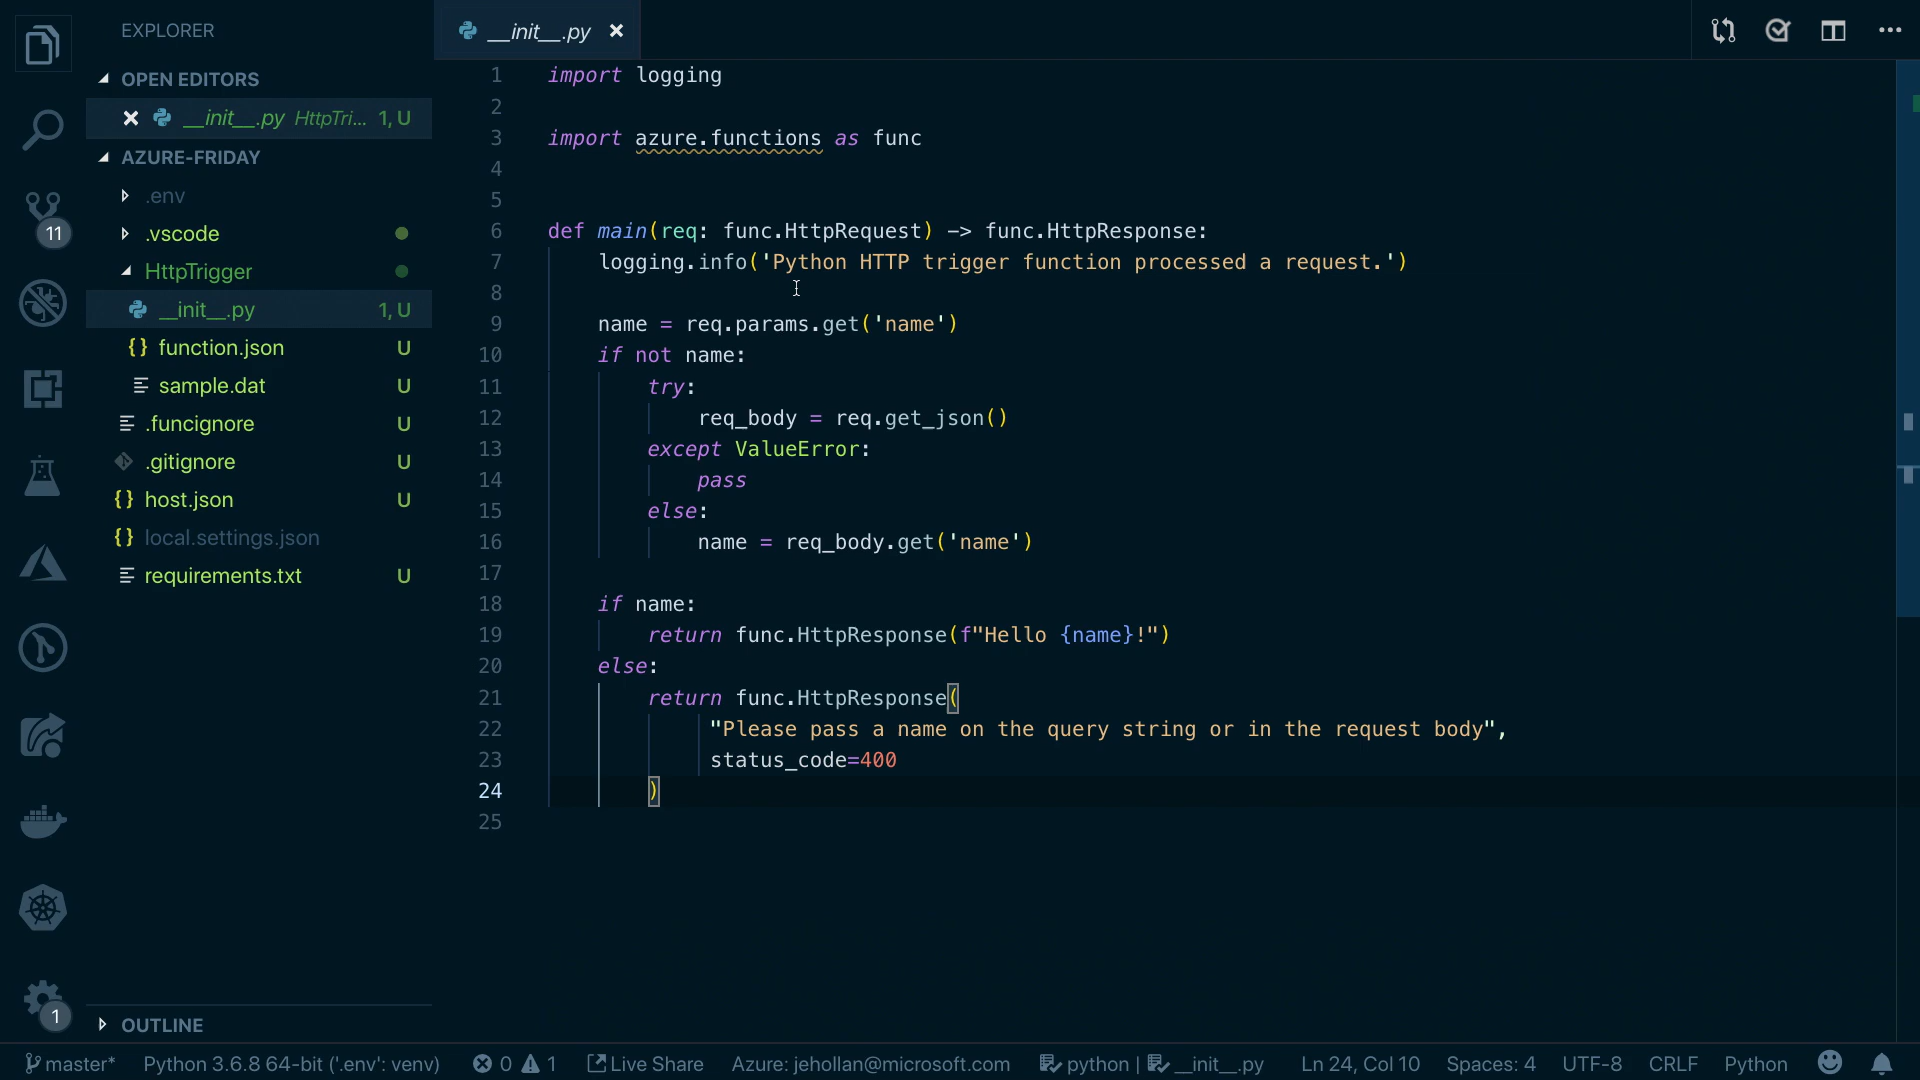 EXPLORER
OPEN EDITORS
__init__.py HttpTri... 1, U
AZURE-FRIDAY
.env
.vscode
HttpTrigger
__init__.py 1, U
function.json U
sample.dat U
.funcignore U
.gitignore U
host.json U
local.settings.json
requirements.txt U
OUTLINE
11
1
__init__.py
1 import logging
2
3 import azure.functions as func
4
5
6 def main(req: func.HttpRequest) -> func.HttpResponse:
7     logging.info('Python HTTP trigger function processed a request.')
8
9     name = req.params.get('name')
10     if not name:
11         try:
12             req_body = req.get_json()
13         except ValueError:
14             pass
15         else:
16             name = req_body.get('name')
17
18     if name:
19         return func.HttpResponse(f"Hello {name}!")
20     else:
21         return func.HttpResponse(
22              "Please pass a name on the query string or in the request body",
23              status_code=400
24         )
25
master* Python 3.6.8 64-bit ('.env': venv) 0 1 Live Share Azure: jehollan@microsoft.com python | __init__.py Ln 24, Col 10 Spaces: 4 UTF-8 CRLF Python